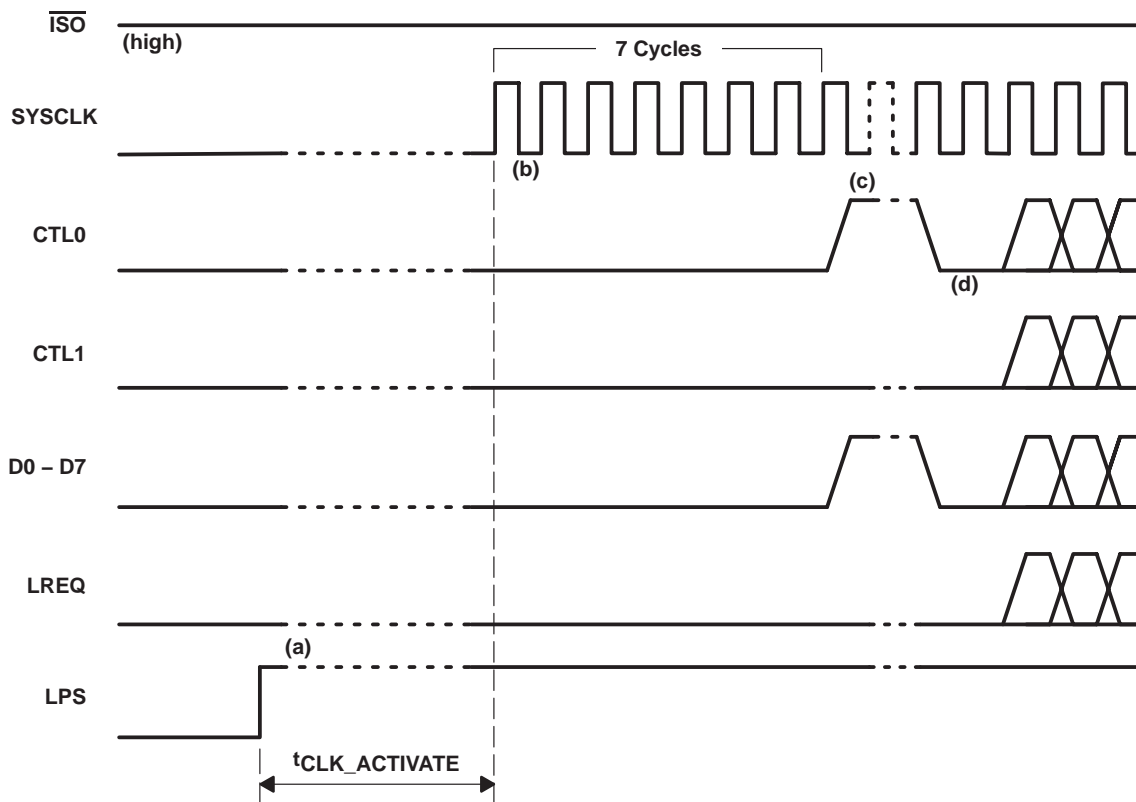 ISO
(high)
7 Cycles
SYSCLK
(b)
(c)
CTL0
(d)
CTL1
D0 – D7
LREQ
(a)
LPS
tCLK_ACTIVATE